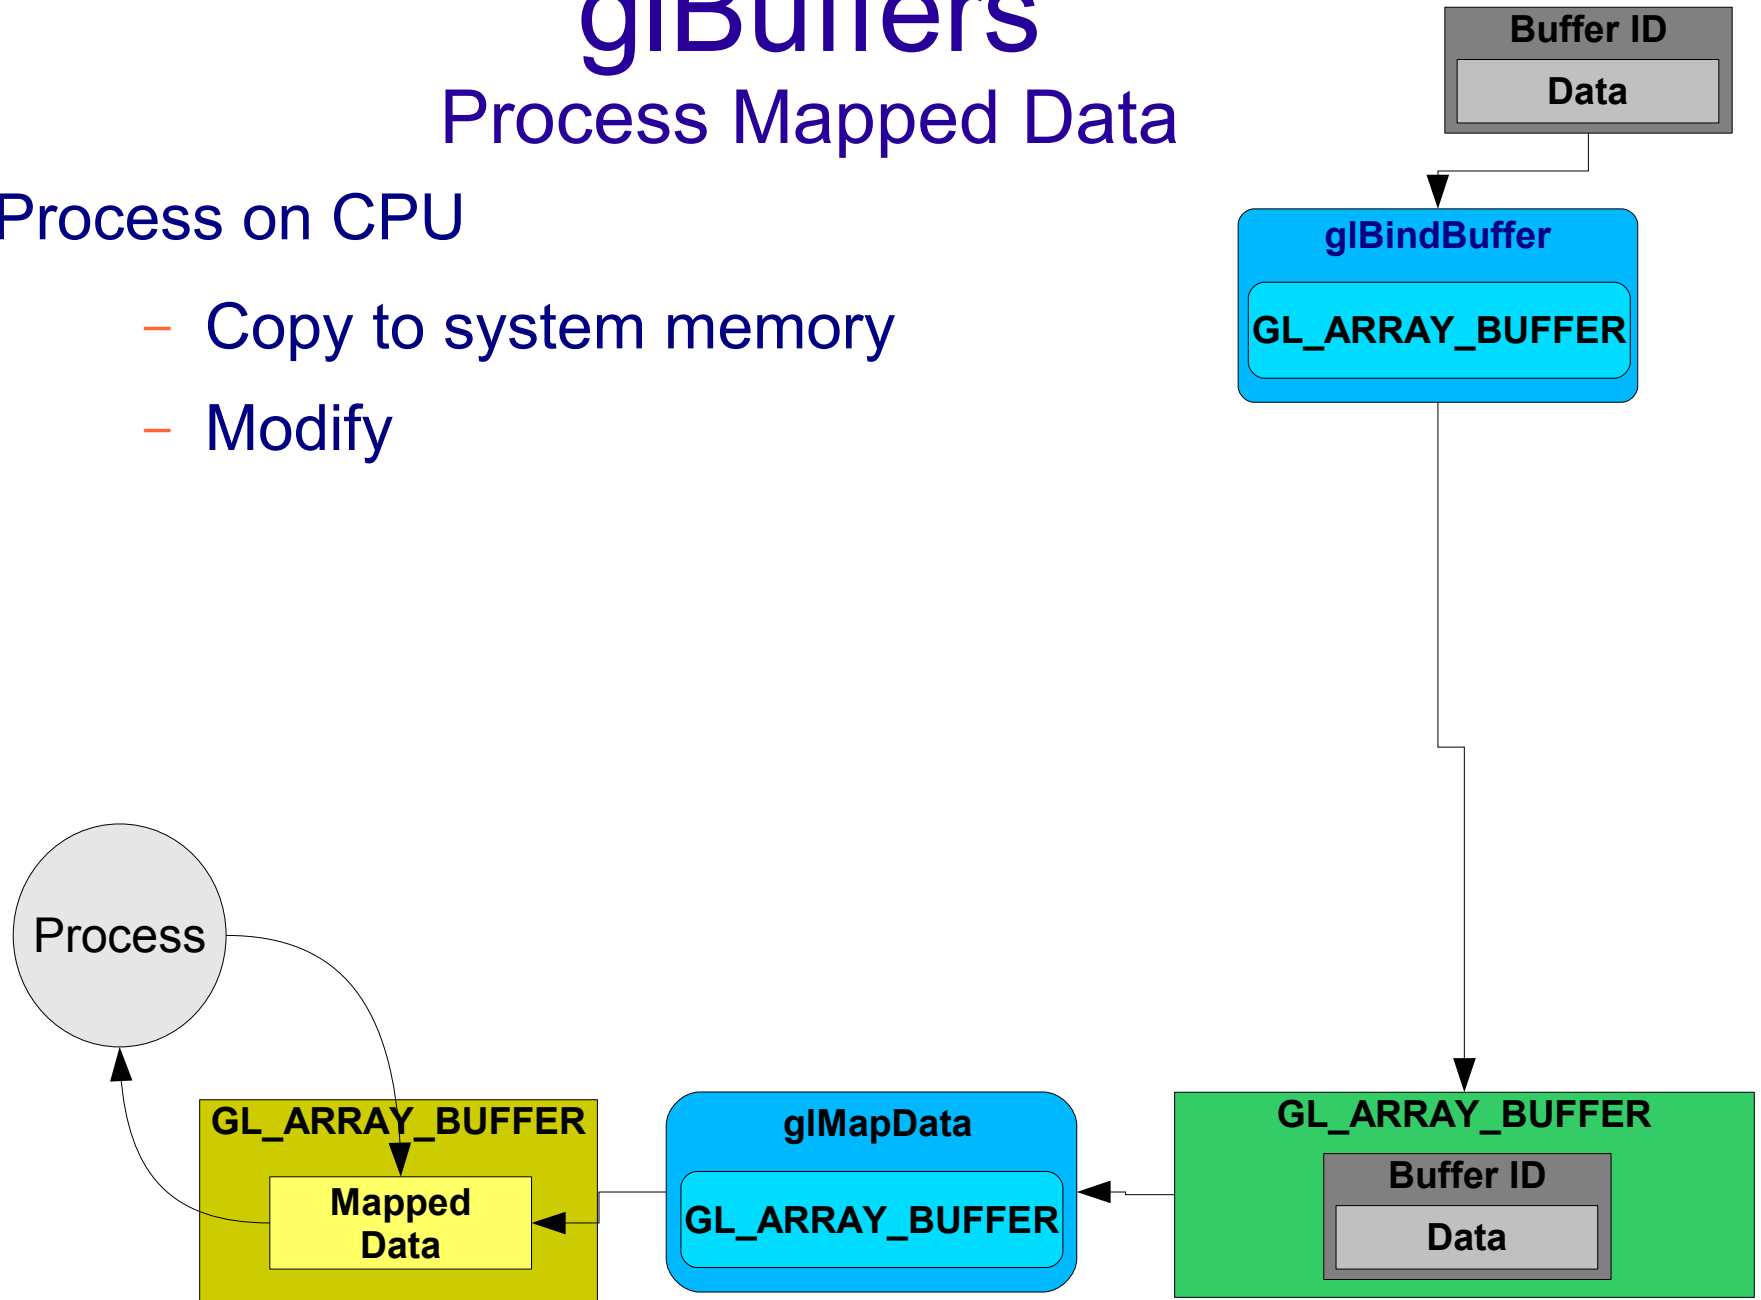 glBuffers
Process Mapped Data
Process on CPU
– Copy to system memory
– Modify
Buffer ID
Data
glBindBuffer
GL_ARRAY_BUFFER
Process
GL_ARRAY_BUFFER
Mapped
Data
glMapData
GL_ARRAY_BUFFER
GL_ARRAY_BUFFER
Buffer ID
Data